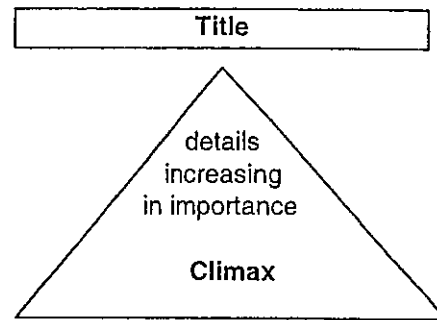 Title
details
increasing
in importance
Climax